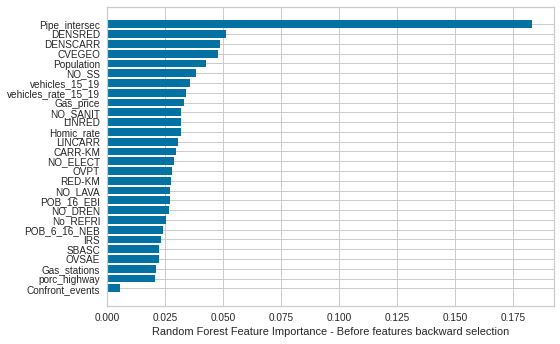 Pipe_intersec
DENSRED
DENSCARR
CVEGEO
Population
NO_SS
vehicles_15_19
vehicles_rate_15_19
Gas_price
NO_SANIT
LINRED
Homic_rate
LINCARR
CARR-KM
NO_ELECT
OVPT
RED-KM
NO_LAVA
POB_16_EBI
NO_DREN
No_REFRI
POB_6_16_NEB
IRS
SBASC
OVSAE
Gas_stations
porc_highway
Confront_events
0.000 0.025 0.050 0.075 0.100 0.125 0.150 0.175
Random Forest Feature Importance - Before features backward selection